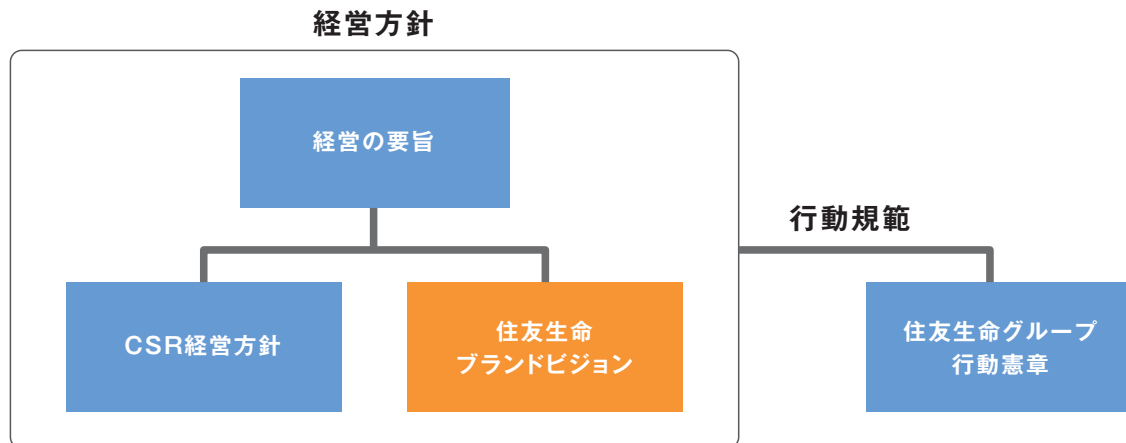 経営方針
経営の要旨
行動規範
CSR経営方針
住友生命
ブランドビジョン
住友生命グループ
行動憲章